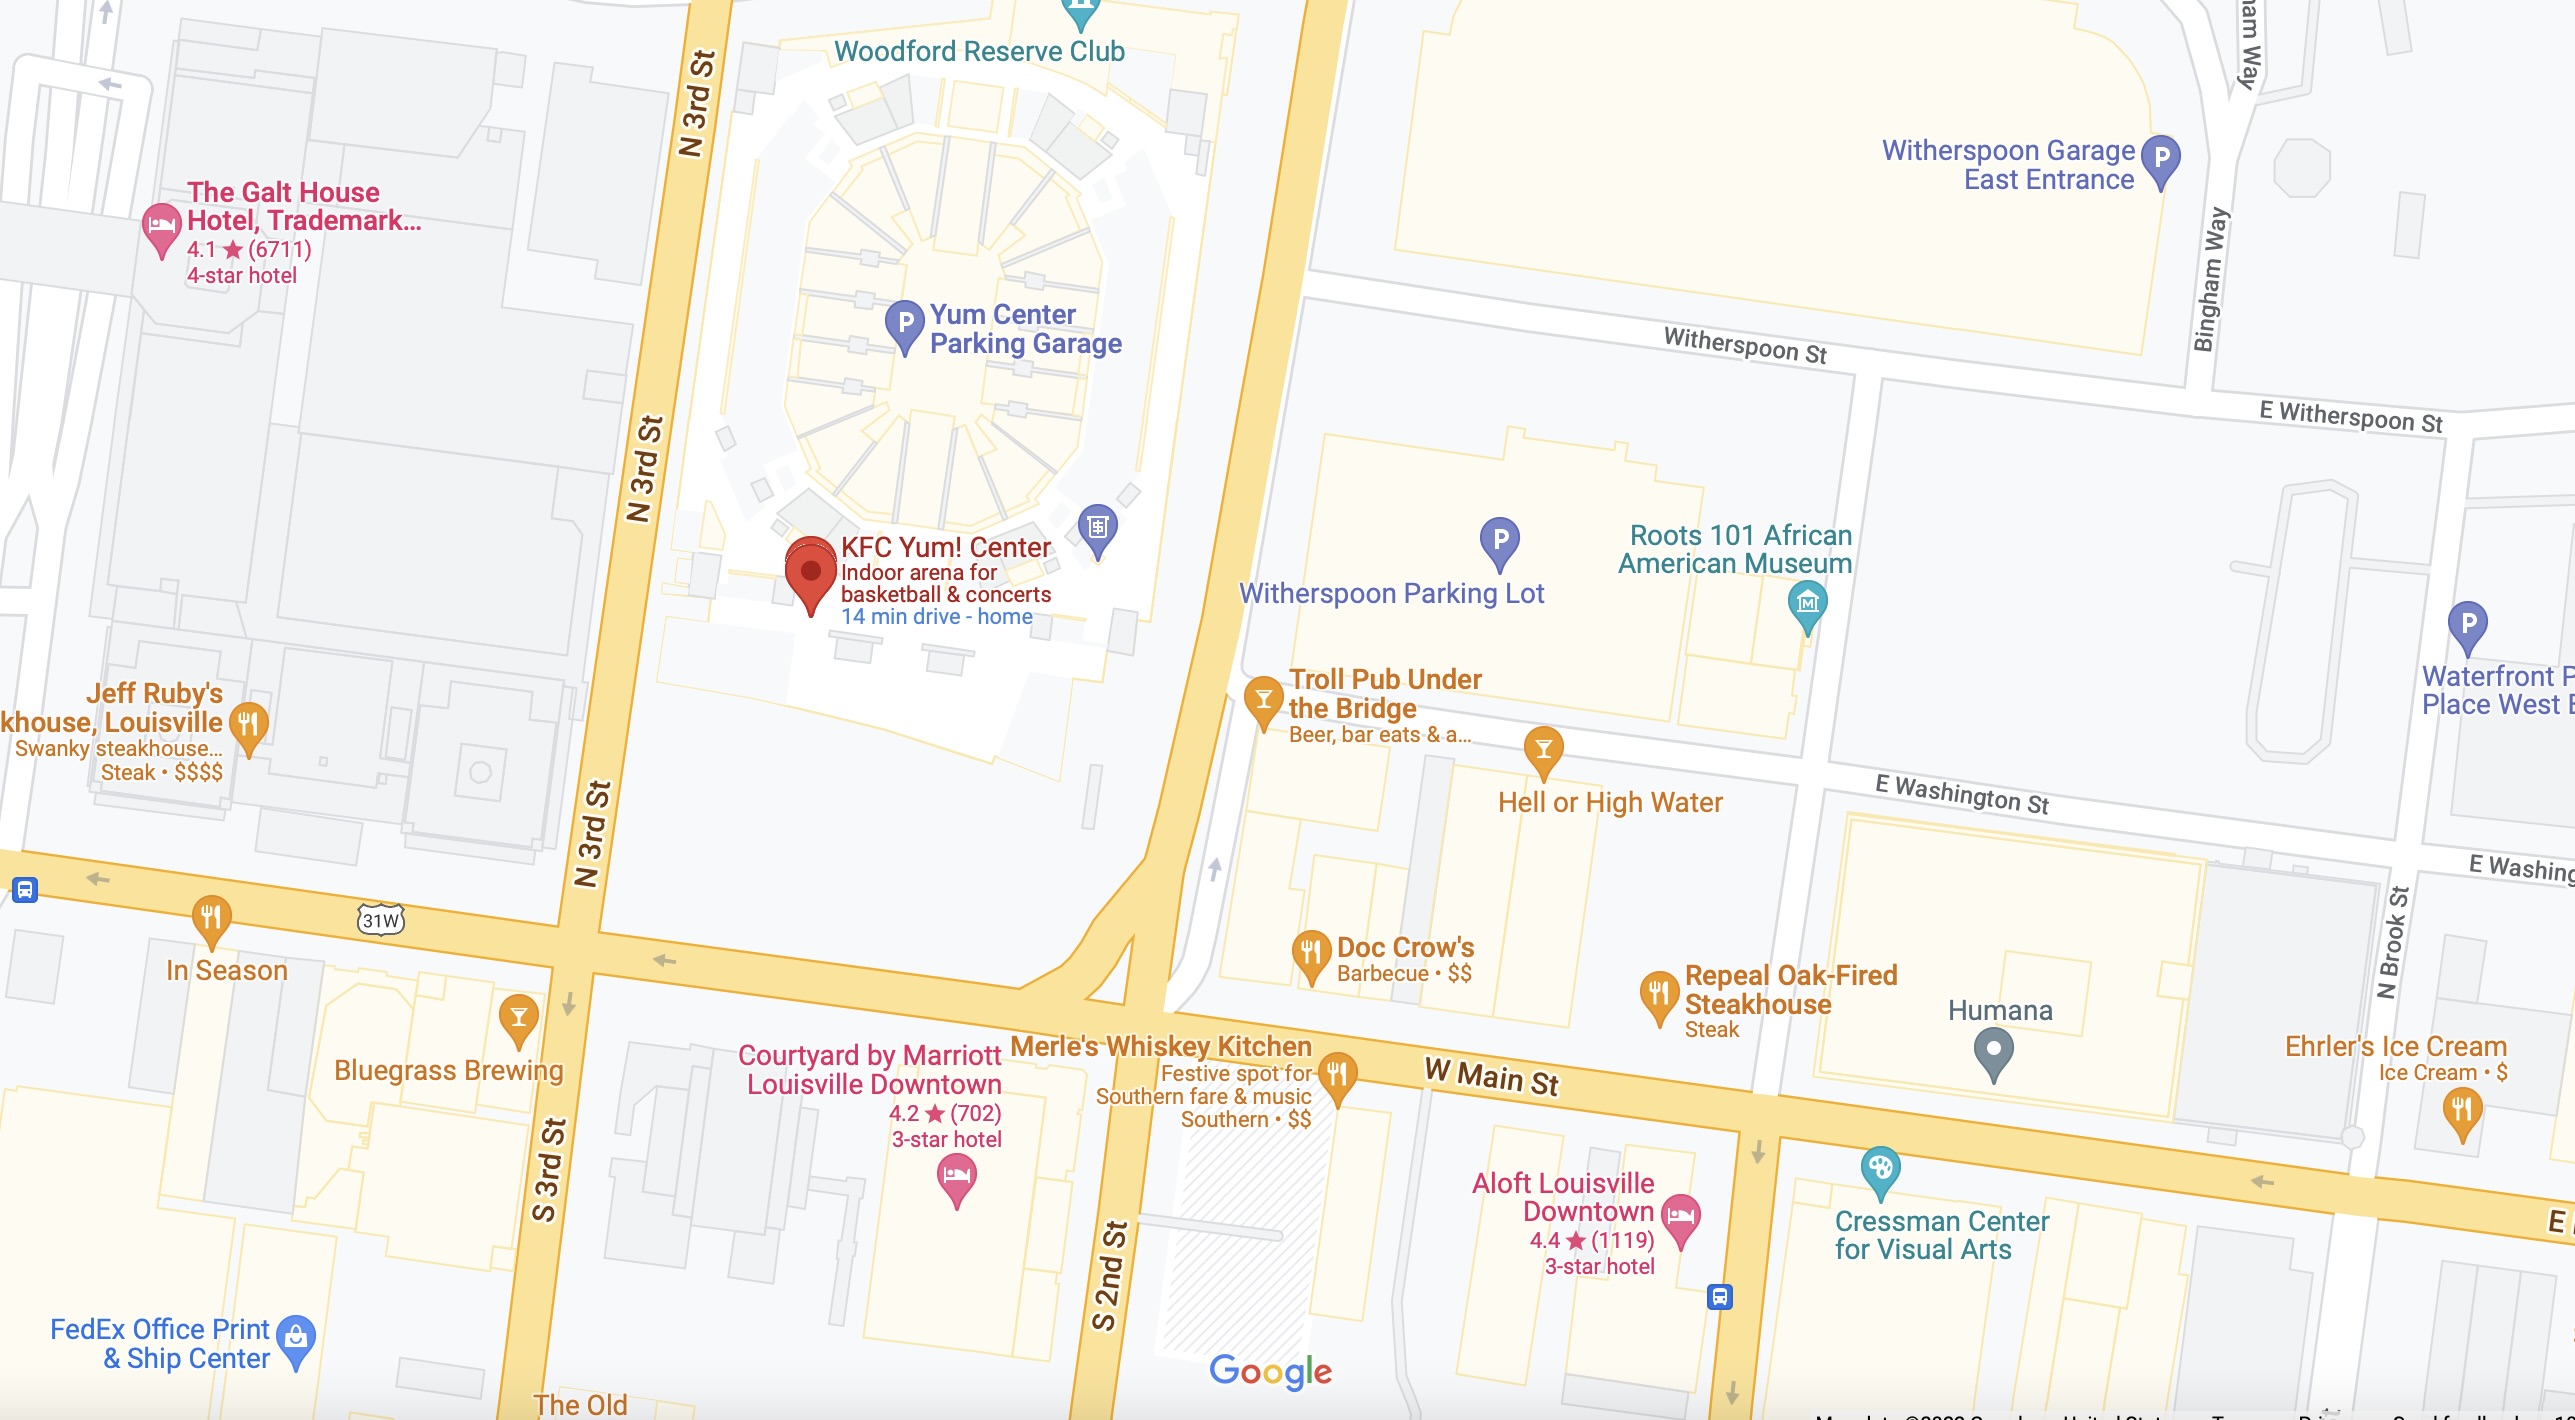 Woodford Reserve Club
N 3rd St
ham Way
Witherspoon Garage
East Entrance
The Galt House
Hotel, Trademark...
4.1 ★ (6711)
4-star hotel
Bingham Way
Yum Center
Parking Garage
Witherspoon St
E Witherspoon St
N 3rd St
KFC Yum! Center
Indoor arena for
basketball & concerts
14 min drive - home
Witherspoon Parking Lot
Roots 101 African
American Museum
Waterfront P
Place West E
Jeff Ruby's
khouse, Louisville
Swanky steakhouse...
Steak • $$$$
Troll Pub Under
the Bridge
Beer, bar eats & a...
Hell or High Water
E Washington St
E Washing
N 3rd St
31W
In Season
Bluegrass Brewing
Doc Crow's
Barbecue • $$
Repeal Oak-Fired
Steakhouse
Steak
Humana
N Brook St
Ehrler's Ice Cream
Ice Cream • $
Courtyard by Marriott
Louisville Downtown
4.2 ★ (702)
3-star hotel
Merle's Whiskey Kitchen
Festive spot for
Southern fare & music
Southern • $$
W Main St
S 3rd St
S 2nd St
Aloft Louisville
Downtown
4.4 ★ (1119)
3-star hotel
Cressman Center
for Visual Arts
E
FedEx Office Print
& Ship Center
Google
The Old